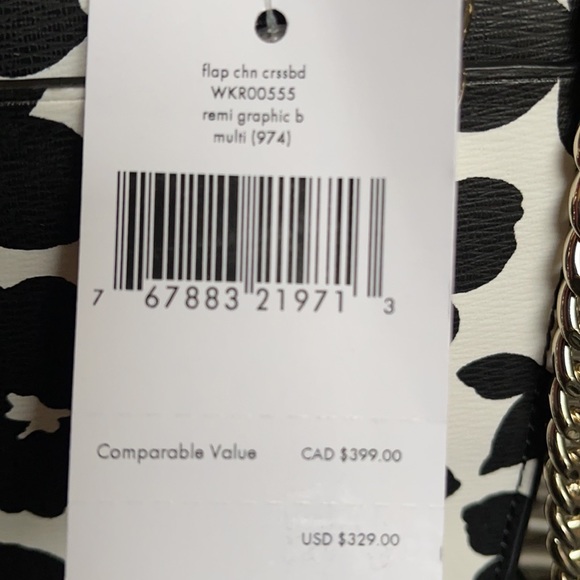 flap chn crssbd
WKR00555
remi graphic b
multi (974)
7 67883 21971 3
Comparable Value CAD $399.00
USD $329.00